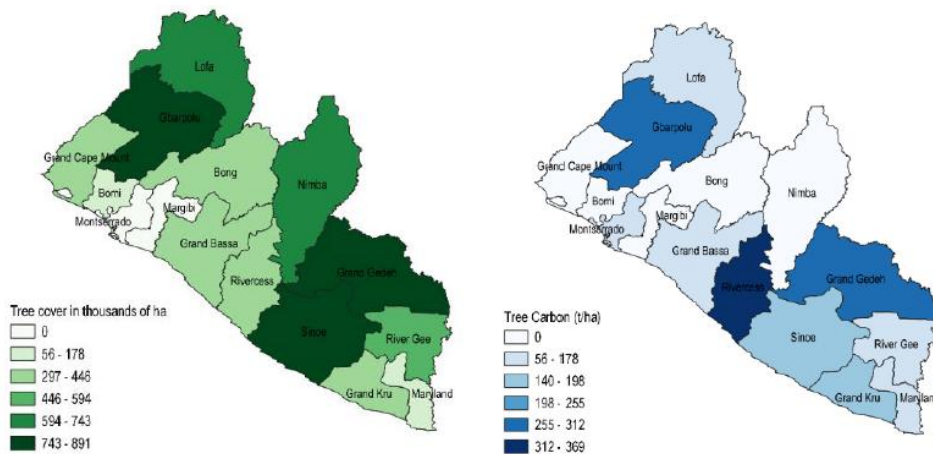 Lofa
Gbarpolu
Grand Cape Mount
Bong
Bomi
Nimba
Margibi
Montserrado
Grand Bassa
Grand Gedeh
Rivercess
Sinoe
River Gee
Grand Kru
Maryland
Tree cover in thousands of ha
0
56 - 178
297 - 446
446 - 594
594 - 743
743 - 891
Lofa
Gbarpolu
Grand Cape Mount
Bong
Bomi
Nimba
Margibi
Montserrado
Grand Bassa
Grand Gedeh
Rivercess
Sinoe
River Gee
Grand Kru
Maryland
Tree Carbon (t/ha)
0
56 - 178
140 - 198
198 - 255
255 - 312
312 - 369